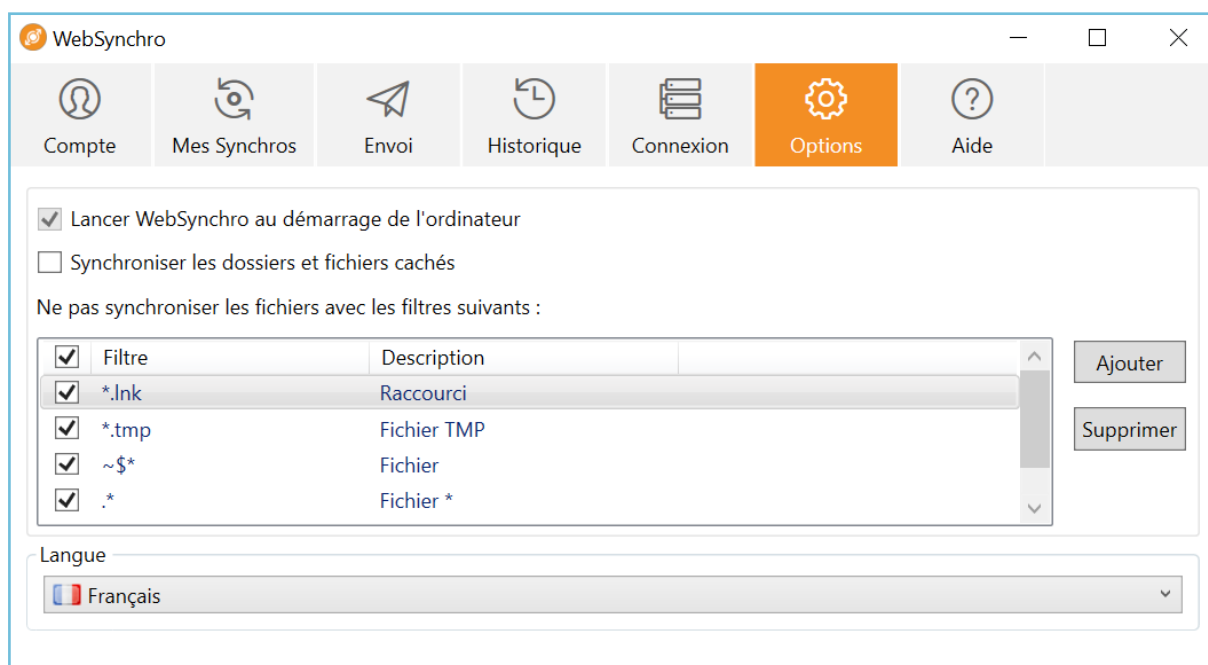 WebSynchro
Compte Mes Synchros Envoi Historique Connexion Options Aide
Lancer WebSynchro au démarrage de l'ordinateur
Synchroniser les dossiers et fichiers cachés
Ne pas synchroniser les fichiers avec les filtres suivants :
Filtre Description
*.lnk Raccourci
*.tmp Fichier TMP
~$* Fichier
.* Fichier *
Ajouter
Supprimer
Langue
Français